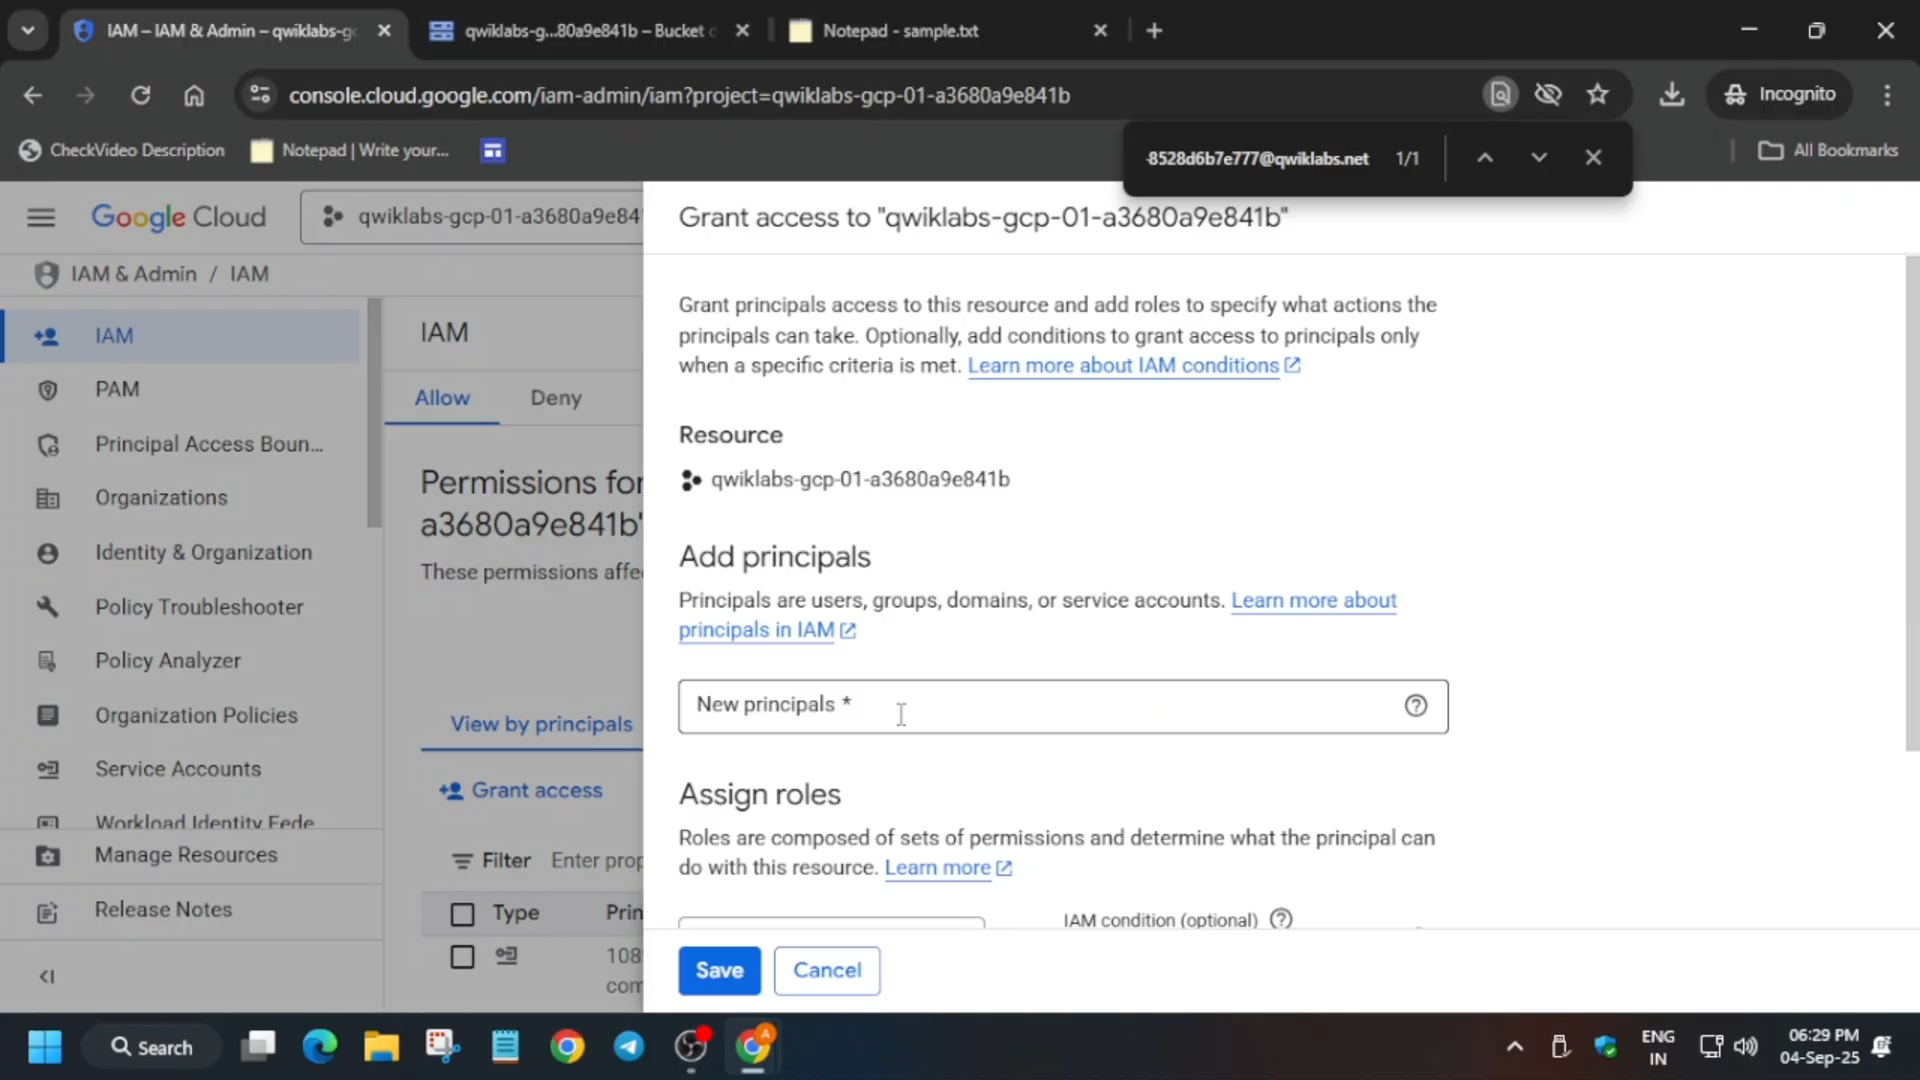 IAM – IAM & Admin – qwiklabs-g
qwiklabs-g...80a9e841b – Bucket d
Notepad - sample.txt
console.cloud.google.com/iam-admin/iam?project=qwiklabs-gcp-01-a3680a9e841b
Incognito
CheckVideo Description
Notepad | Write your...
-8528d6b7e777@qwiklabs.net 1/1
All Bookmarks
Google Cloud
qwiklabs-gcp-01-a3680a9e84
Grant access to "qwiklabs-gcp-01-a3680a9e841b"
IAM & Admin / IAM
IAM
PAM
Principal Access Boun...
Organizations
Identity & Organization
Policy Troubleshooter
Policy Analyzer
Organization Policies
Service Accounts
Workload Identity Fede
Manage Resources
Release Notes
IAM
Allow Deny
Permissions for
a3680a9e841b"
These permissions affe
View by principals
Grant access
Filter Enter prop
Type Prin
108
com
Grant principals access to this resource and add roles to specify what actions the
principals can take. Optionally, add conditions to grant access to principals only
when a specific criteria is met. Learn more about IAM conditions
Resource
qwiklabs-gcp-01-a3680a9e841b
Add principals
Principals are users, groups, domains, or service accounts. Learn more about
principals in IAM
New principals *
Assign roles
Roles are composed of sets of permissions and determine what the principal can
do with this resource. Learn more
IAM condition (optional)
Save Cancel
Search
ENG
IN
06:29 PM
04-Sep-25